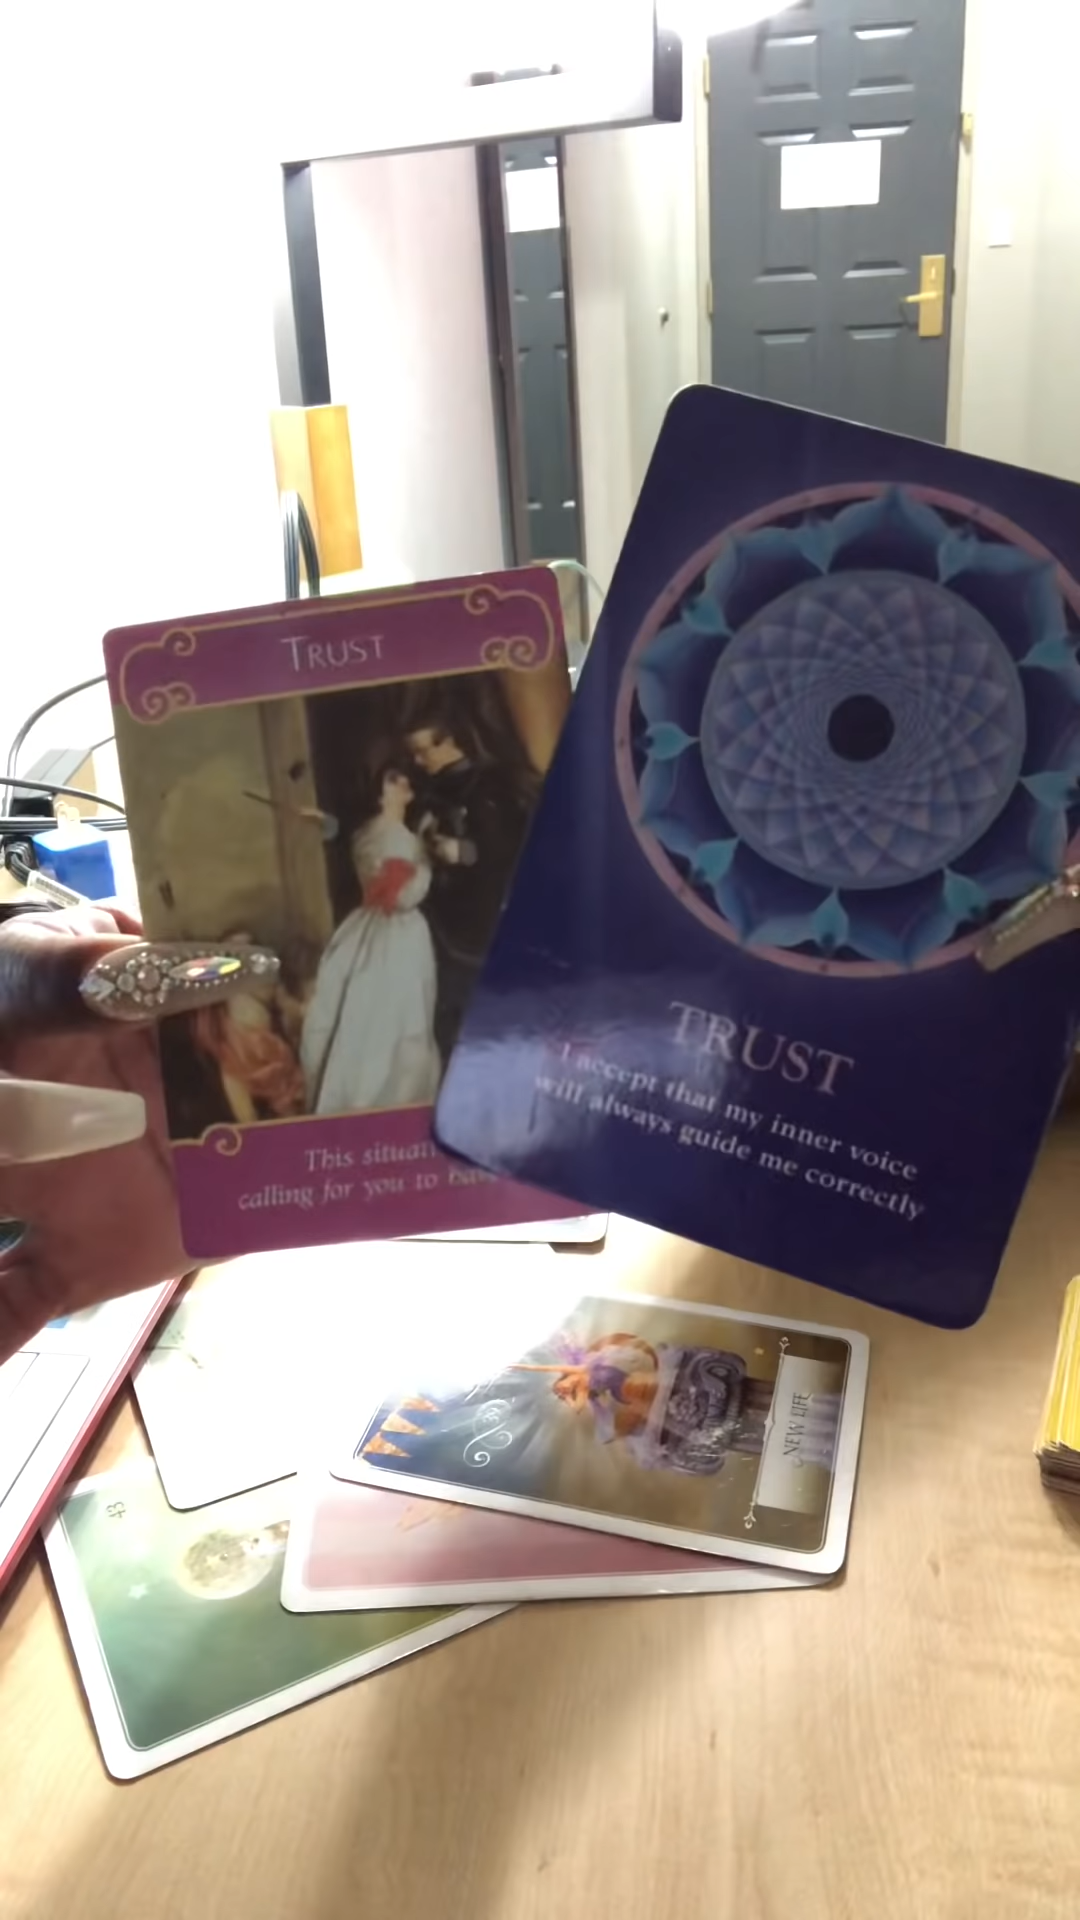 TRUST
This situati
calling for you to
TRUST
I accept that my inner voice
will always guide me correctly
NEW LIFE
43